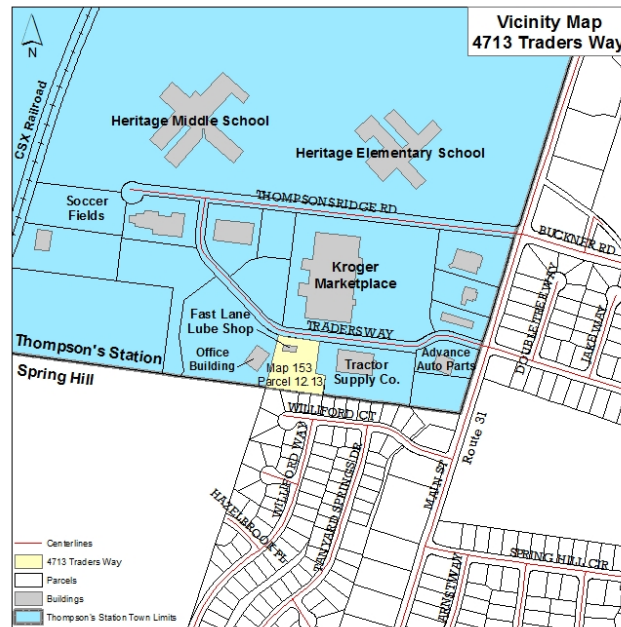 Vicinity Map
4713 Traders Way
N
CSX Railroad
Heritage Middle School
Heritage Elementary School
THOMPSONS RIDGE RD
Soccer
Fields
BUCKNER RD
Kroger
Marketplace
DOUBLETREE WAY
JAKE WAY
Fast Lane
Lube Shop
TRADERS WAY
Office
Building
Map 153
Parcel 12.13
Tractor
Supply Co.
Advance
Auto Parts
Thompson's Station
Spring Hill
WILLIFORD CT
WILLIFORD WAY
TANYARD SPRINGS DR
MAIN ST
Route 31
HAZELBROOK PL
SPRING HILL CIR
ARNSTWAY
Centerlines
4713 Traders Way
Parcels
Buildings
Thompson's Station Town Limits